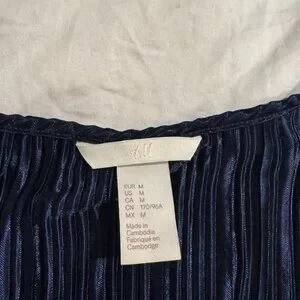 H&M
EUR M
US M
CA M
CN 170/96A
MX M
Made in
Cambodia
Fabriqué en
Cambodge